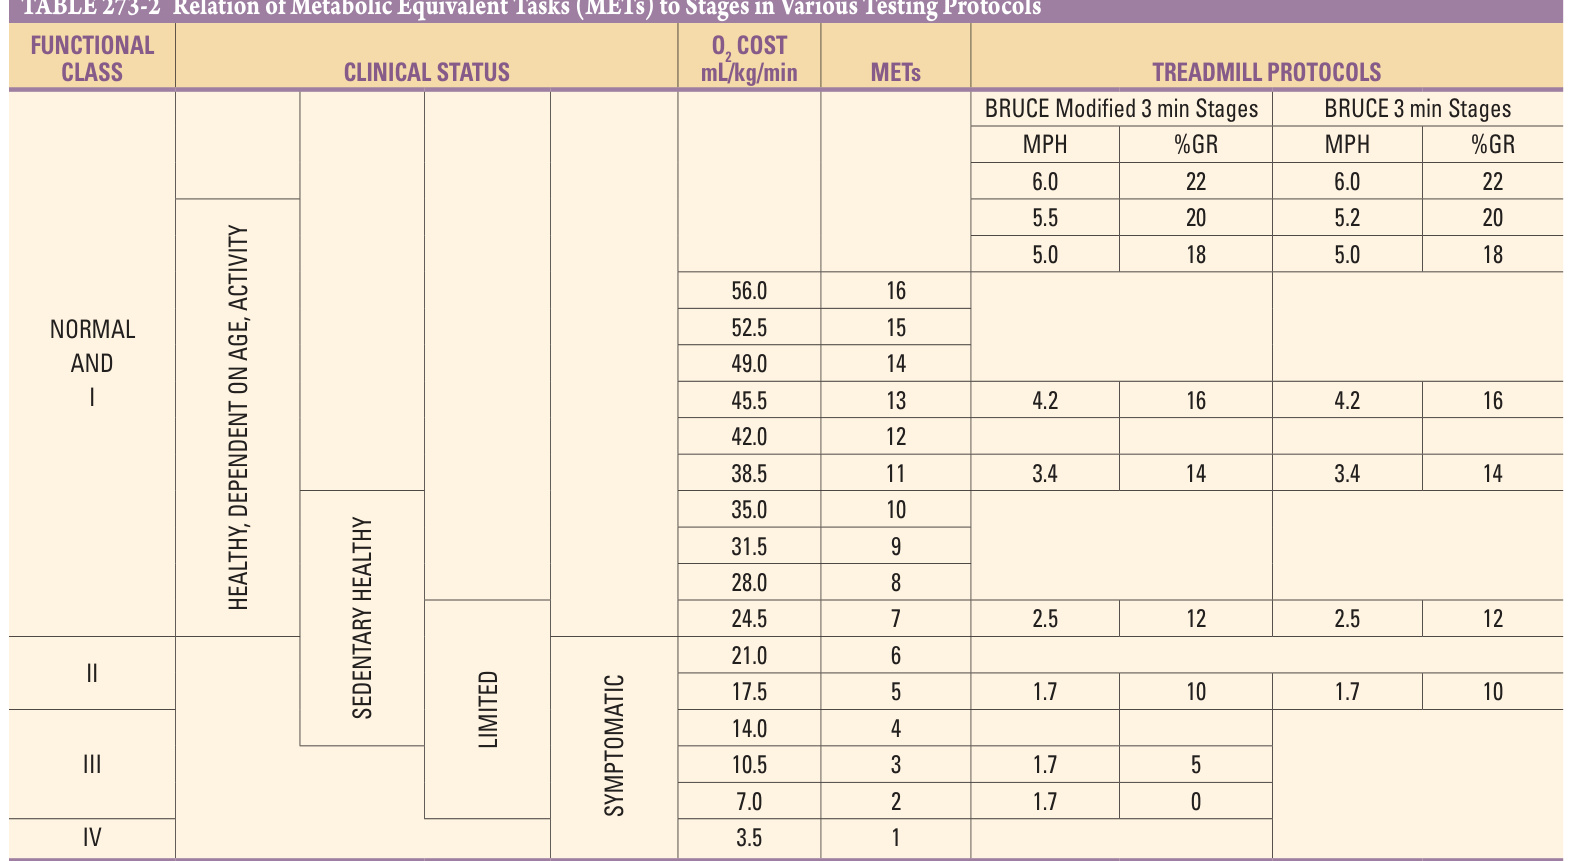 TABLE 273-2 Relation of Metabolic Equivalent Tasks (METs) to Stages in Various Testing Protocols
FUNCTIONAL CLASS CLINICAL STATUS O2 COST mL/kg/min METs TREADMILL PROTOCOLS
BRUCE Modified 3 min Stages BRUCE 3 min Stages
MPH %GR MPH %GR
6.0 22 6.0 22
5.5 20 5.2 20
5.0 18 5.0 18
56.0 16
52.5 15
49.0 14
45.5 13 4.2 16 4.2 16
42.0 12
38.5 11 3.4 14 3.4 14
35.0 10
31.5 9
28.0 8
24.5 7 2.5 12 2.5 12
21.0 6
17.5 5 1.7 10 1.7 10
14.0 4
10.5 3 1.7 5
7.0 2 1.7 0
3.5 1
NORMAL
AND
I
II
III
IV
HEALTHY, DEPENDENT ON AGE, ACTIVITY
SEDENTARY HEALTHY
LIMITED
SYMPTOMATIC